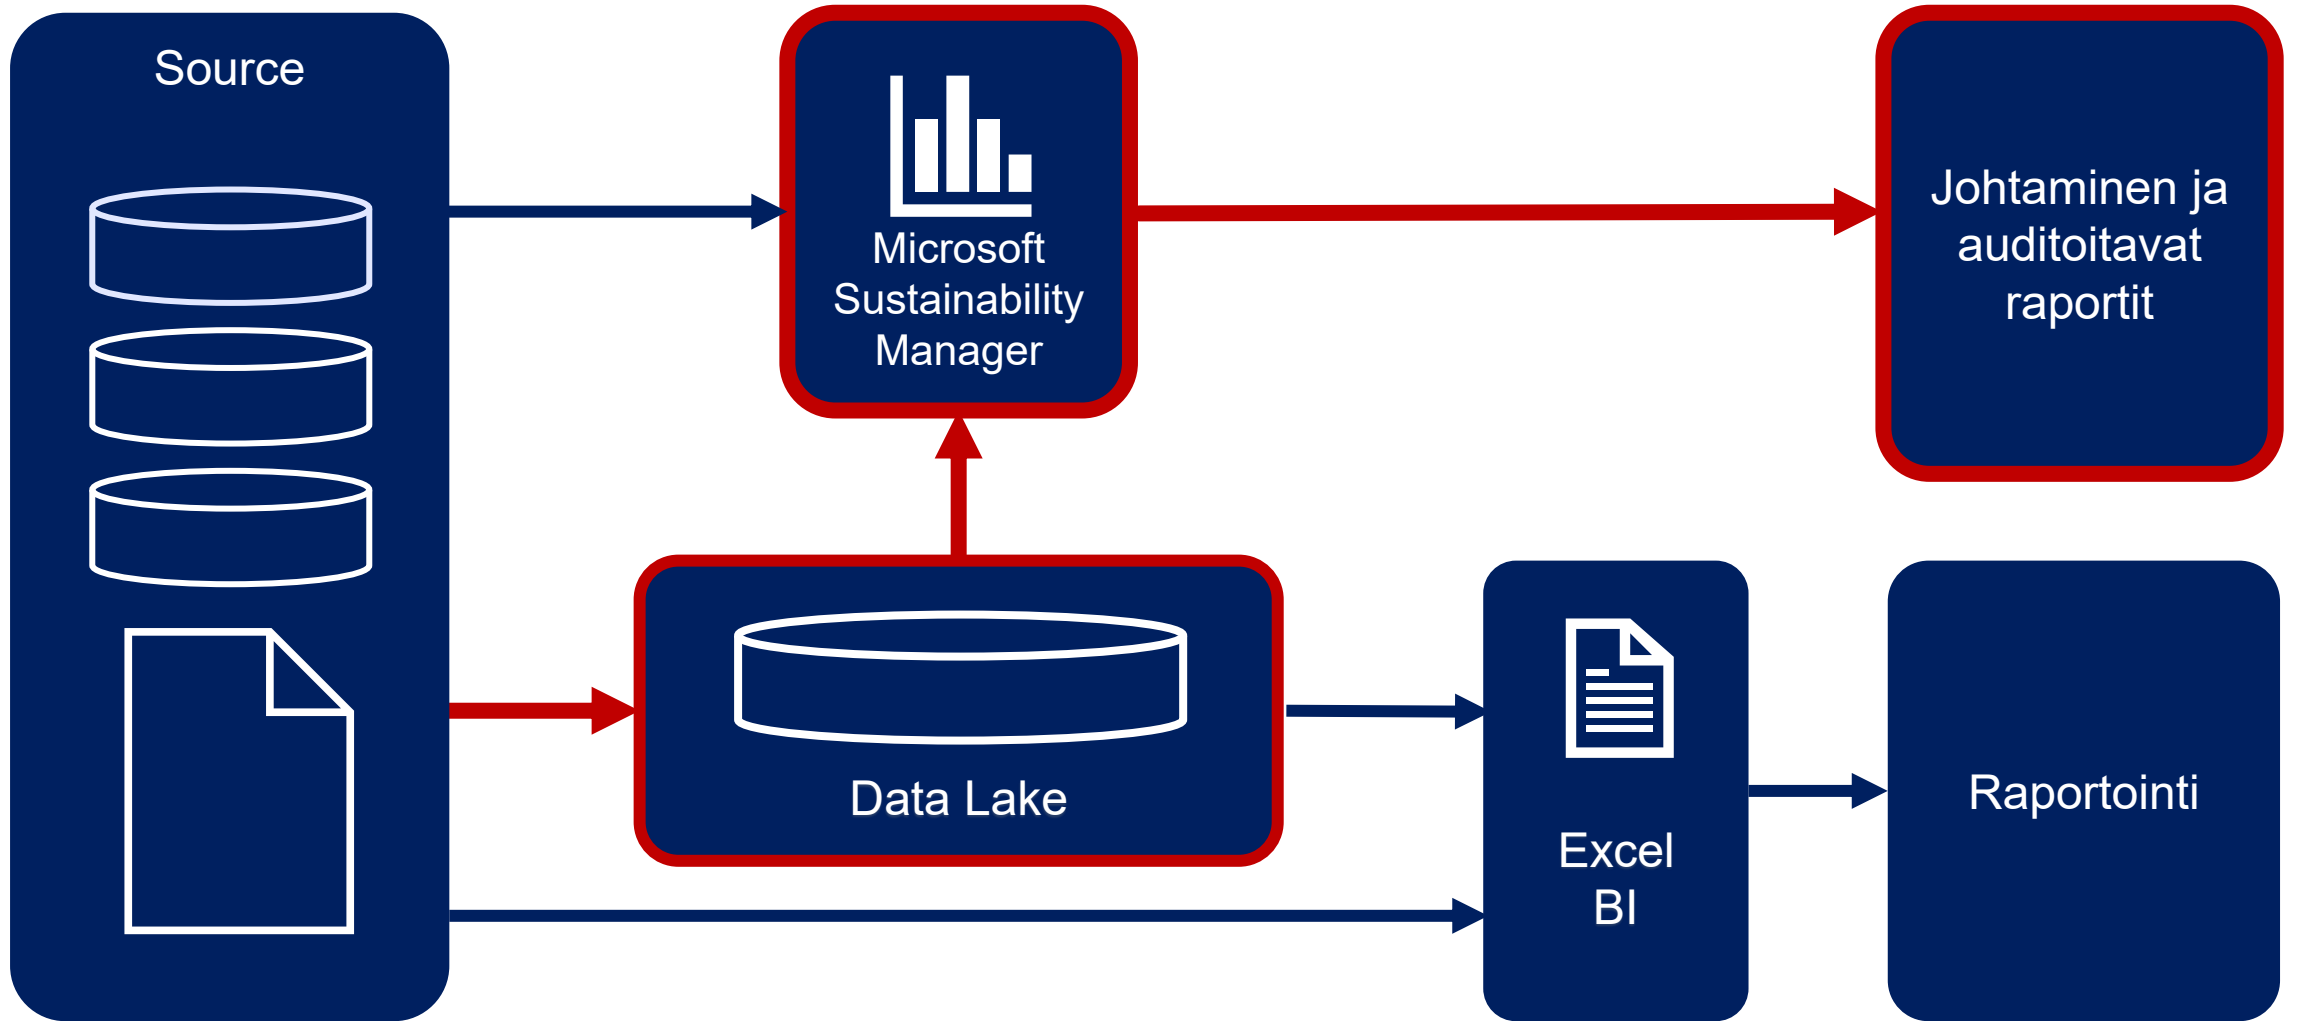 Source
Microsoft
Sustainability
Manager
Johtaminen ja
auditoitavat
raportit
Data Lake
Excel
BI
Raportointi